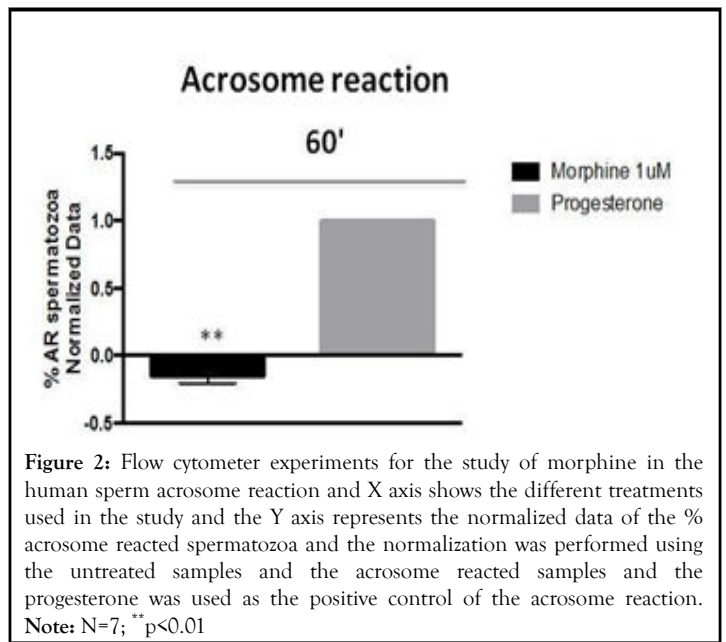 Acrosome reaction
60'
1.5
1.0
0.5
0.0
-0.5
% AR spermatozoa
Normalized Data
**
Morphine 1uM
Progesterone
Figure 2: Flow cytometer experiments for the study of morphine in the
human sperm acrosome reaction and X axis shows the different treatments
used in the study and the Y axis represents the normalized data of the %
acrosome reacted spermatozoa and the normalization was performed using
the untreated samples and the acrosome reacted samples and the
progesterone was used as the positive control of the acrosome reaction.
Note: N=7; **p<0.01